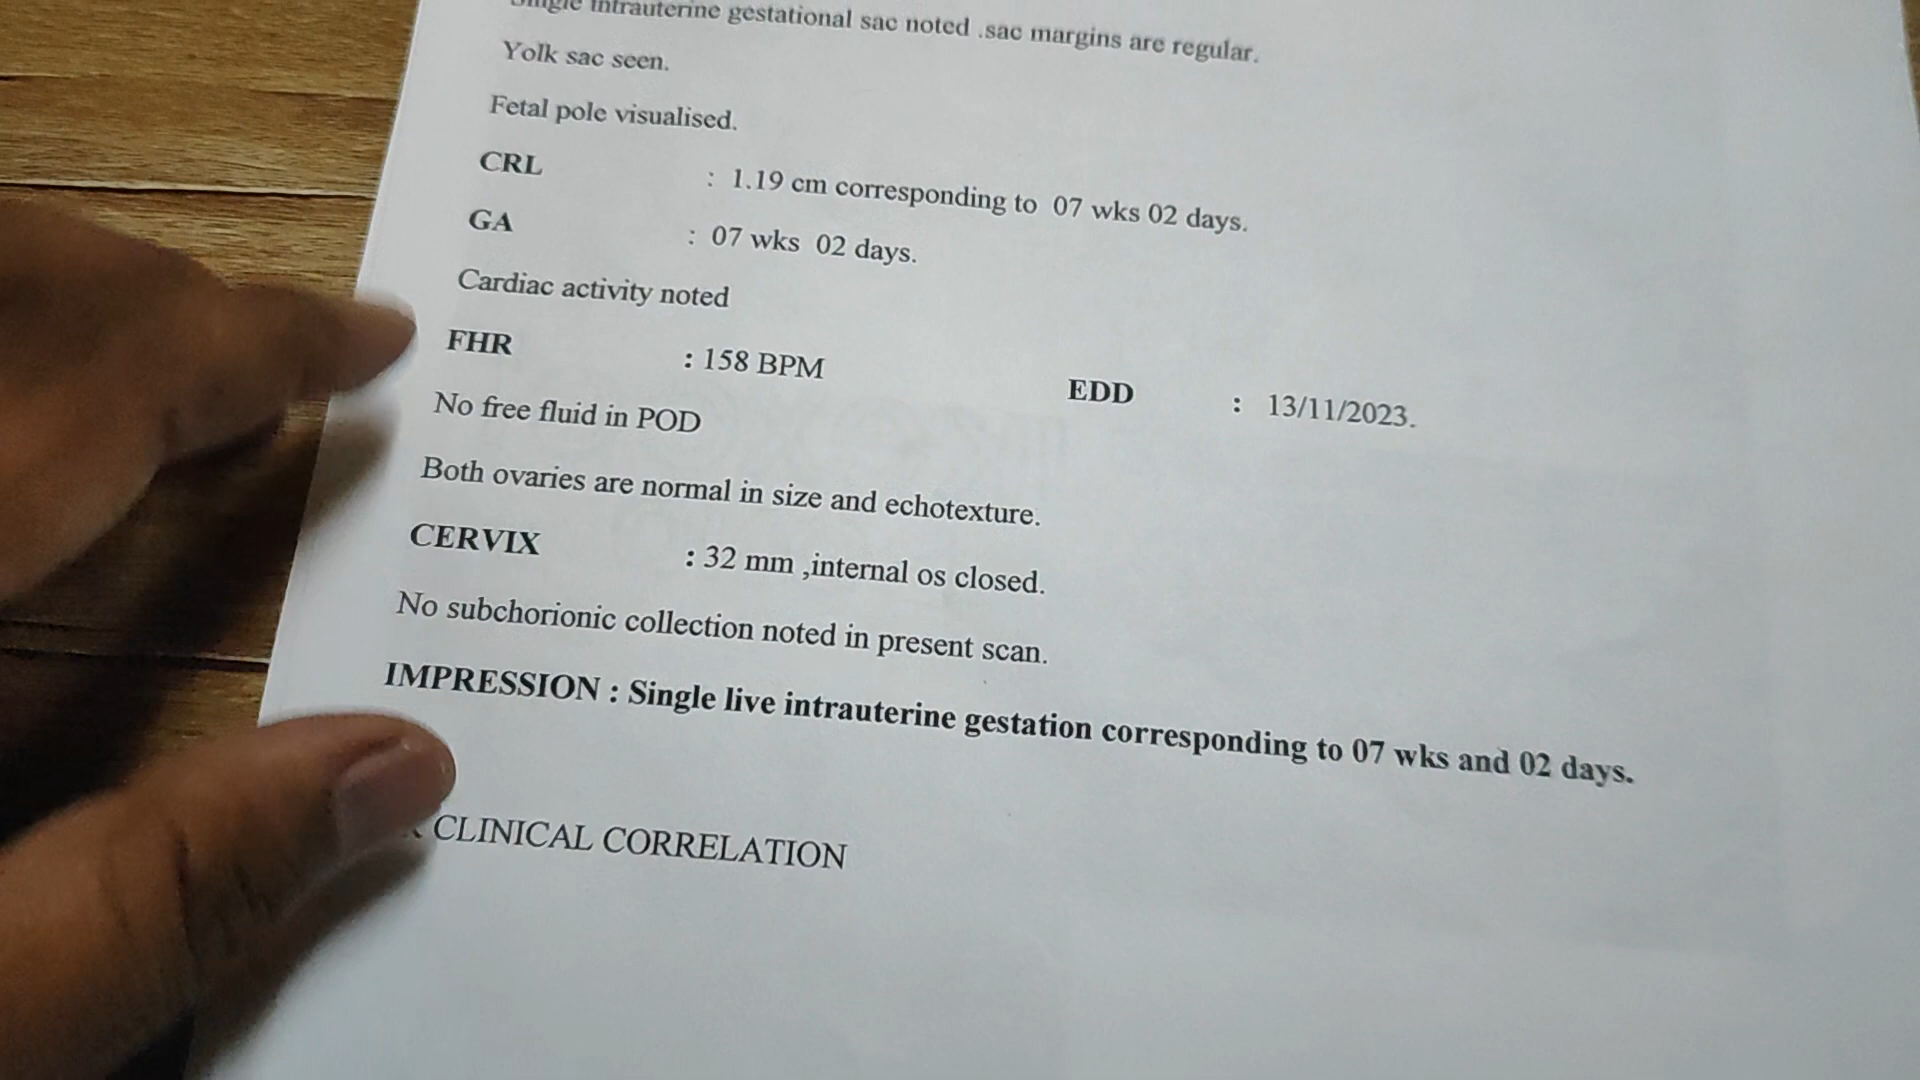 Single intrauterine gestational sac noted .sac margins are regular.
Yolk sac seen.
Fetal pole visualised.
CRL : 1.19 cm corresponding to 07 wks 02 days.
GA : 07 wks 02 days.
Cardiac activity noted
FHR : 158 BPM EDD : 13/11/2023.
No free fluid in POD
Both ovaries are normal in size and echotexture.
CERVIX : 32 mm ,internal os closed.
No subchorionic collection noted in present scan.
IMPRESSION : Single live intrauterine gestation corresponding to 07 wks and 02 days.
CLINICAL CORRELATION